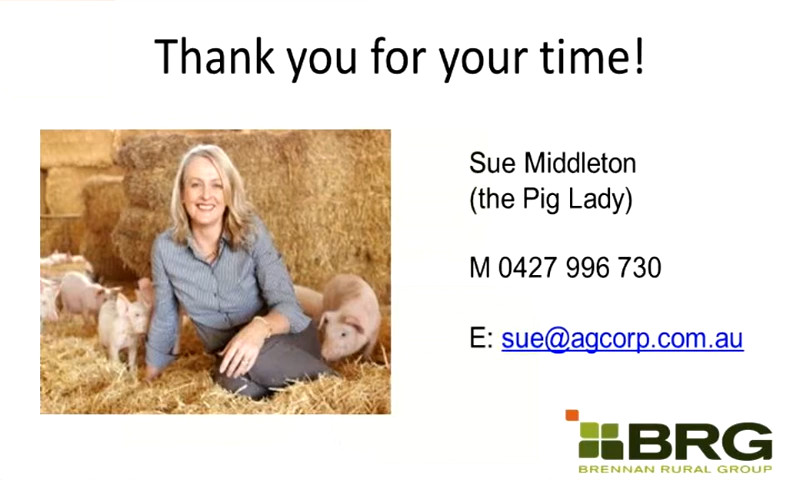 Thank you for your time!
Sue Middleton
(the Pig Lady)
M 0427 996 730
E: sue@agcorp.com.au
BRG
BRENNAN RURAL GROUP